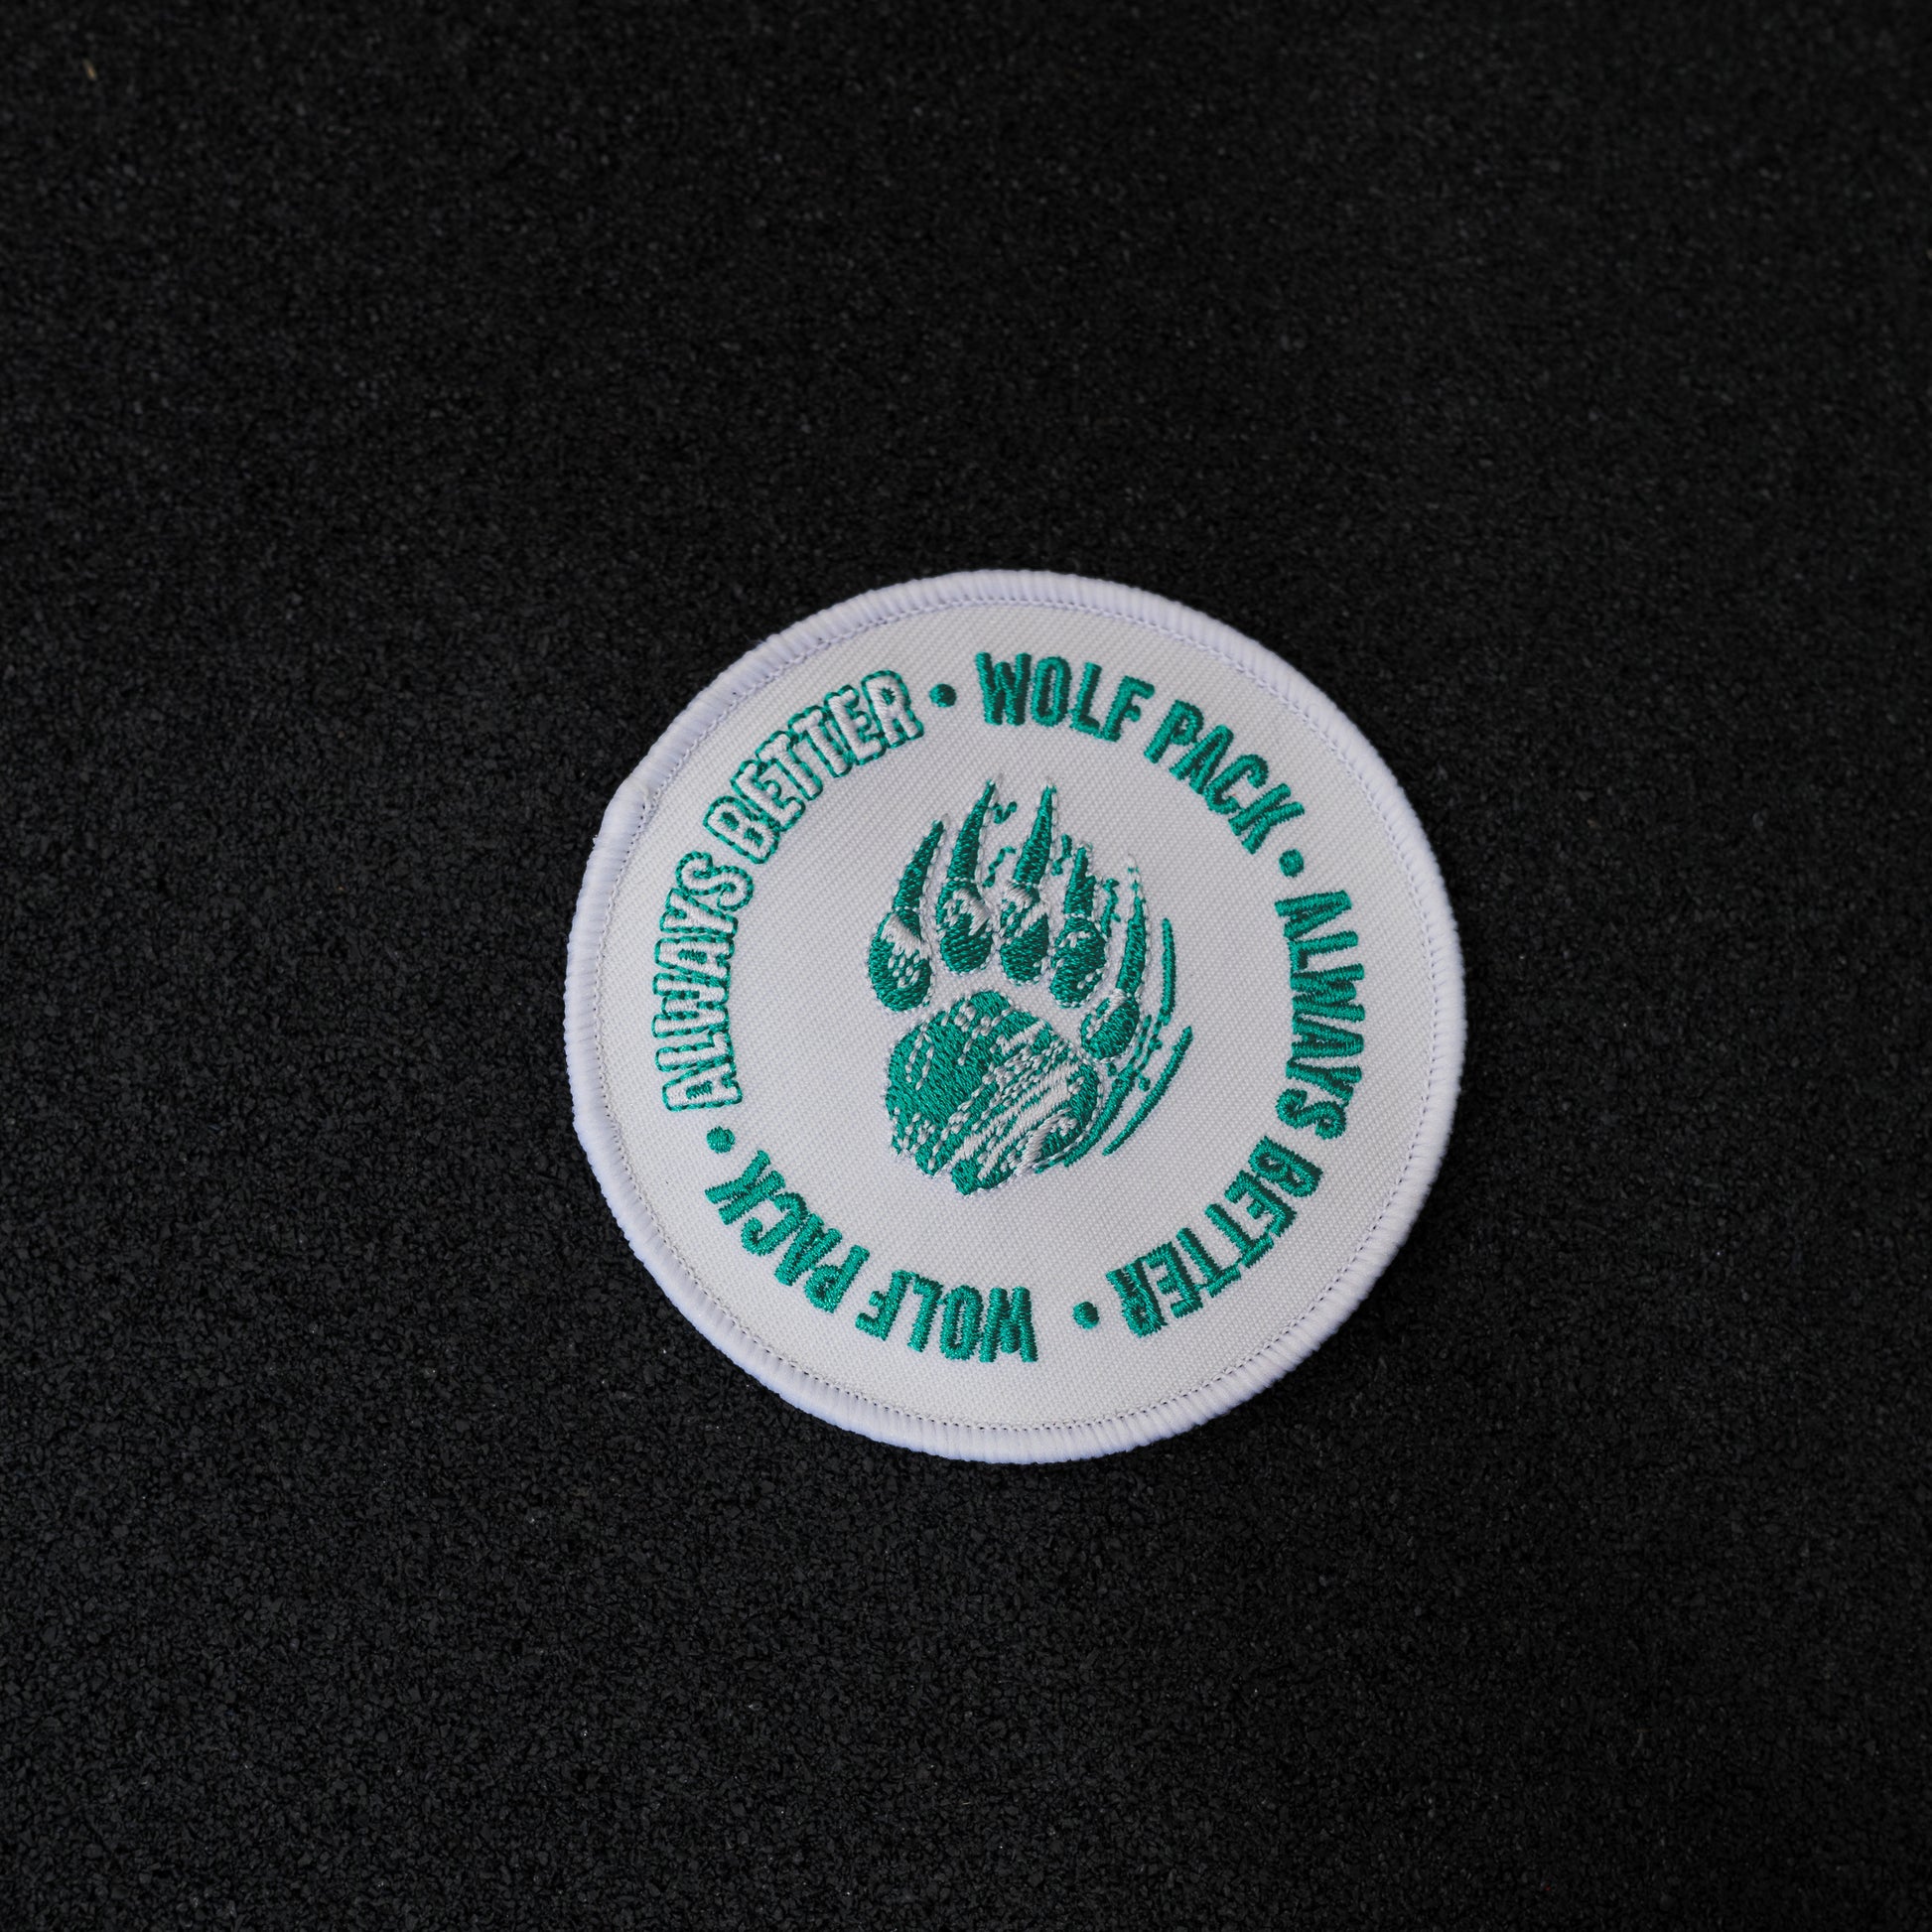 WOLF PACK • ALWAYS BETTER • WOLF PACK • ALWAYS BETTER •